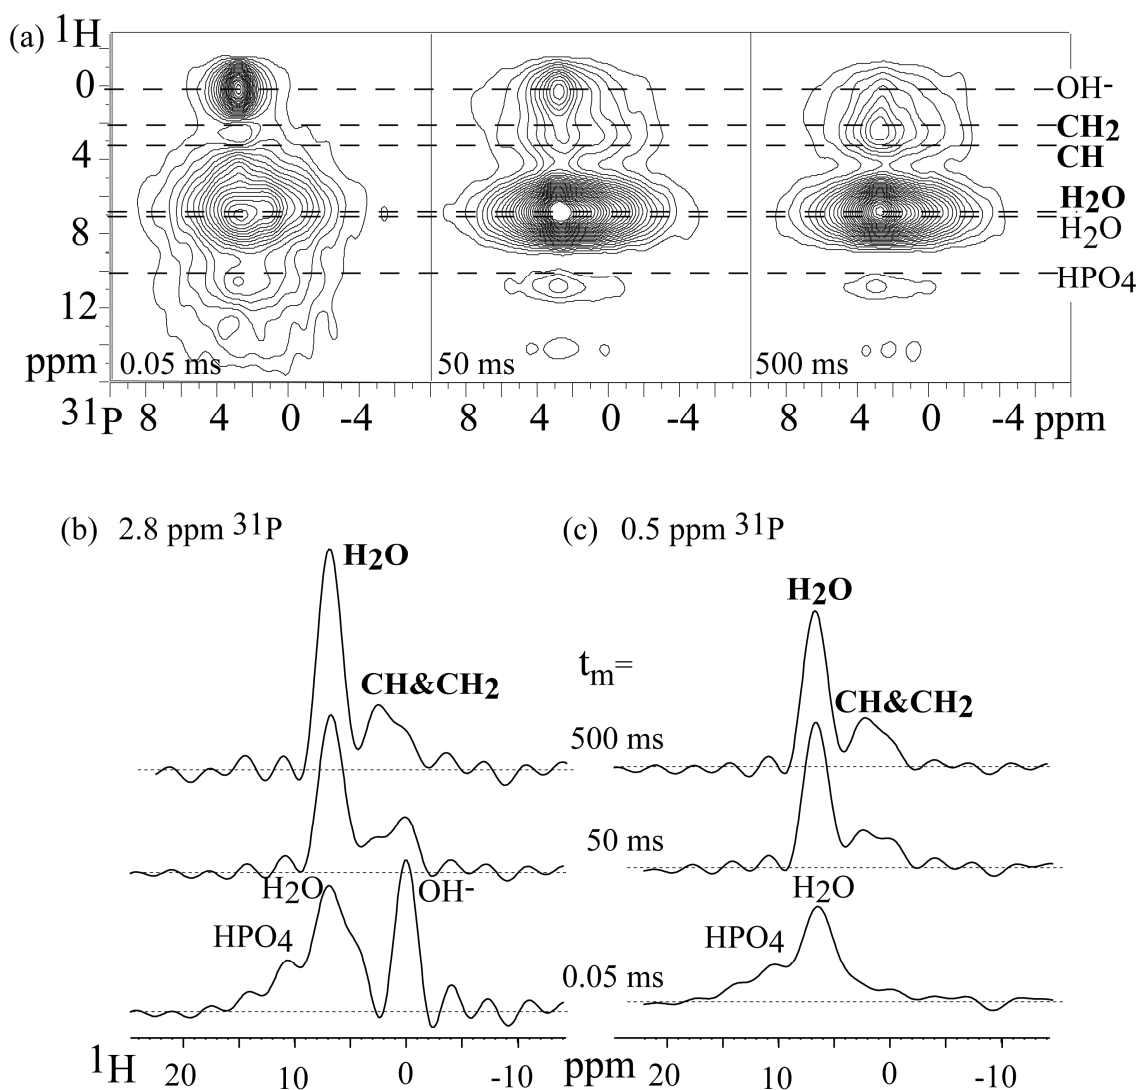 (a) 1H
0
4
8
12
ppm
OH-
CH2
CH
H2O
H2O
HPO4
0.05 ms 50 ms 500 ms
31P 8 4 0 -4 8 4 0 -4 8 4 0 -4 ppm
(b) 2.8 ppm 31P (c) 0.5 ppm 31P
H2O
CH&CH2
H2O
CH&CH2
tm=
500 ms
50 ms
0.05 ms
H2O
OH-
HPO4
H2O
HPO4
1H 20 10 0 -10 ppm 20 10 0 -10